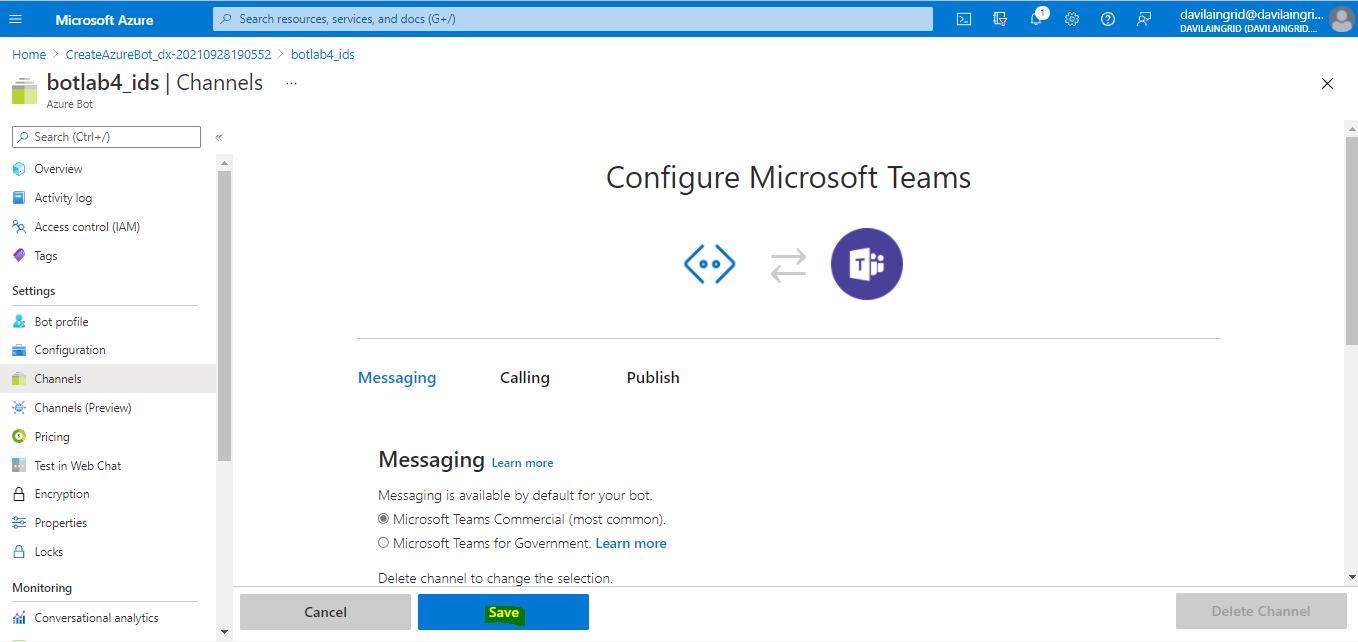 Microsoft Azure
Search resources, services, and docs (G+/)
1
davilaingrid@davilaingri...
DAVILAINGRID (DAVILAINGRID....
Home > CreateAzureBot_dx-20210928190552 > botlab4_ids
botlab4_ids | Channels ...
Azure Bot
Search (Ctrl+/)
Overview
Activity log
Access control (IAM)
Tags
Settings
Bot profile
Configuration
Channels
Channels (Preview)
Pricing
Test in Web Chat
Encryption
Properties
Locks
Monitoring
Conversational analytics
Configure Microsoft Teams
T
Messaging Calling Publish
Messaging Learn more
Messaging is available by default for your bot.
Microsoft Teams Commercial (most common).
Microsoft Teams for Government. Learn more
Delete channel to change the selection.
Cancel Save Delete Channel